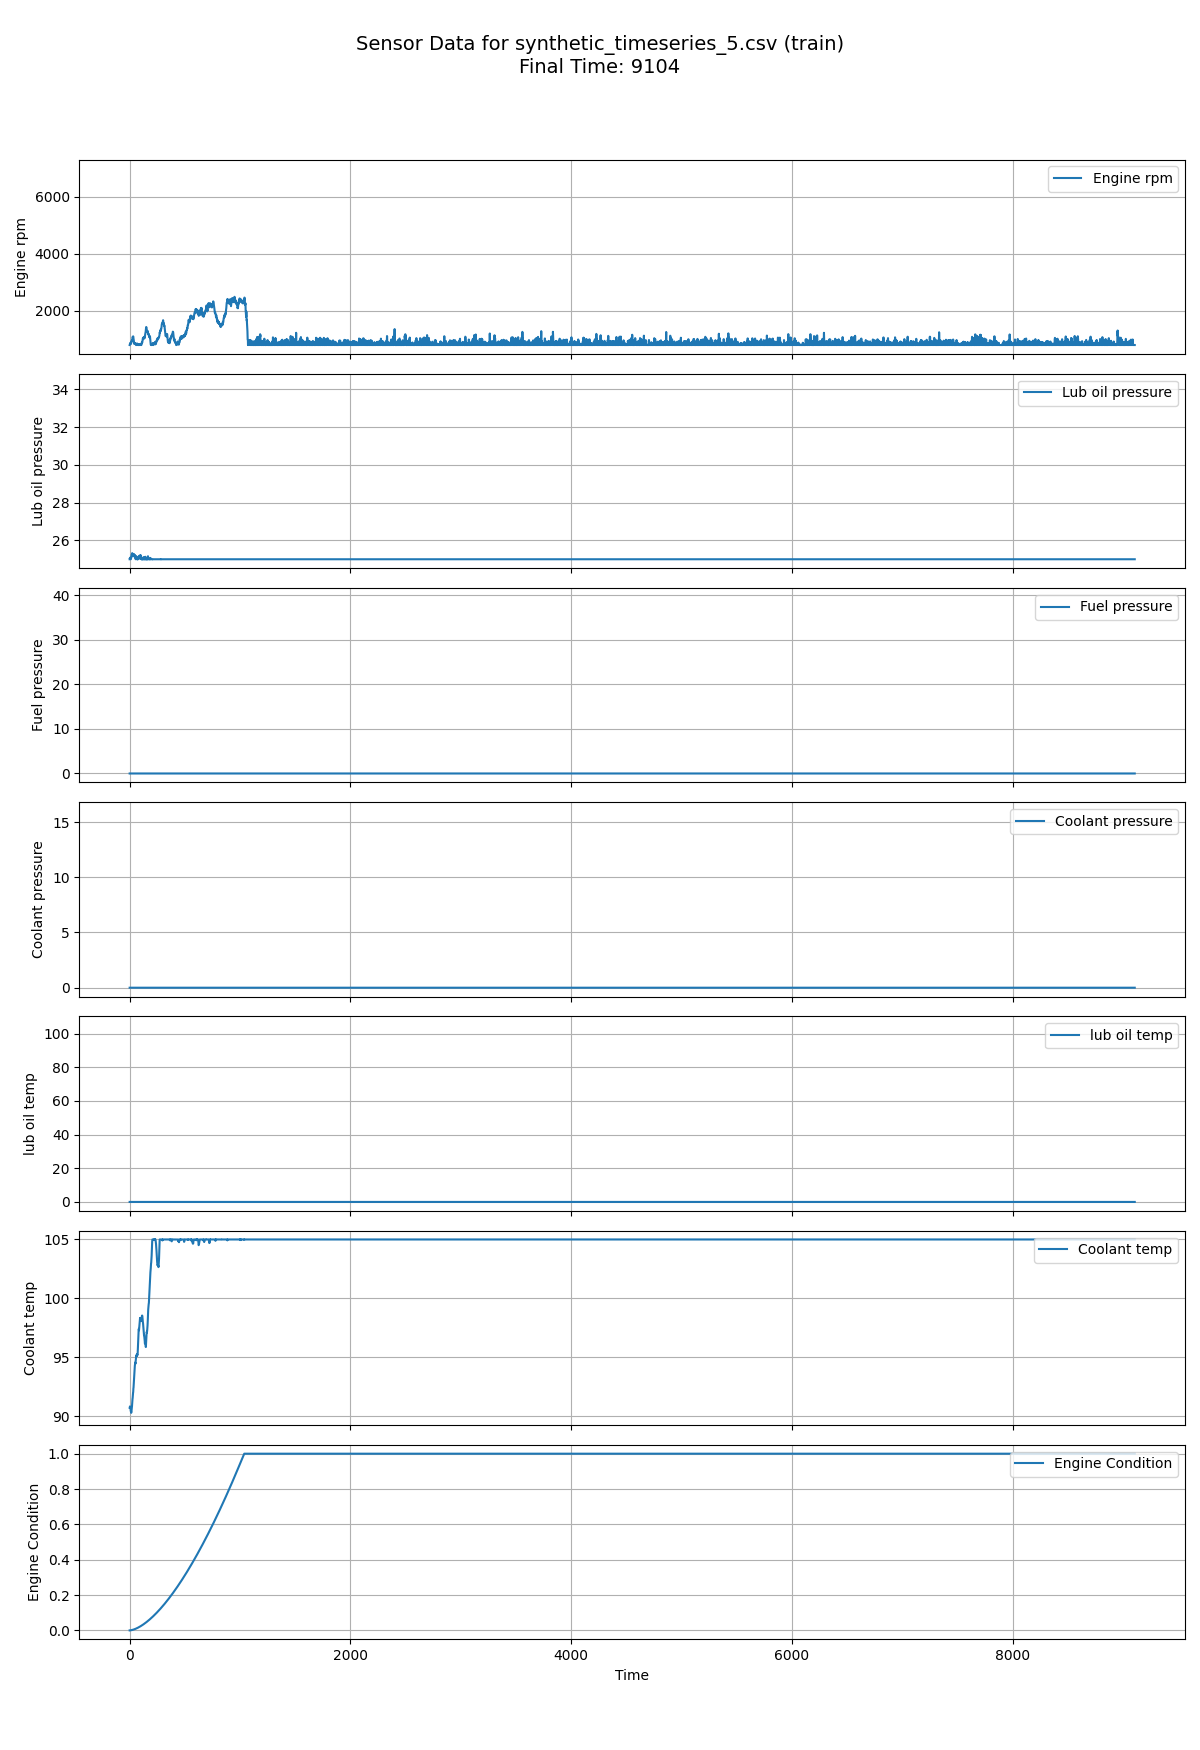 Sensor Data for synthetic_timeseries_5.csv (train)
Final Time: 9104
Engine rpm
6000
4000
2000
Engine rpm
Lub oil pressure
34
32
30
28
26
Lub oil pressure
Fuel pressure
40
30
20
10
0
Fuel pressure
Coolant pressure
15
10
5
0
Coolant pressure
lub oil temp
100
80
60
40
20
0
lub oil temp
Coolant temp
105
100
95
90
Coolant temp
Engine Condition
1.0
0.8
0.6
0.4
0.2
0.0
Engine Condition
0 2000 4000 6000 8000
Time